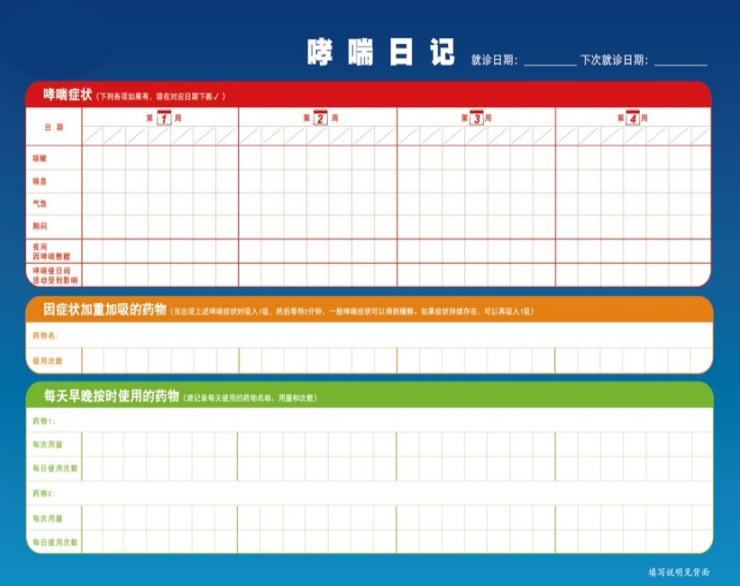 哮喘日记 就诊日期：________ 下次就诊日期：________
哮喘症状（下列各项如果有，请在对应日期下画√）
日期 第1周 第2周 第3周 第4周
咳嗽
喘息
气急
胸闷
夜间
因哮喘憋醒
哮喘使日间
活动受到影响
因症状加重加吸的药物（当出现上述哮喘症状时吸入1吸，然后等待2分钟，一般哮喘症状可以得到缓解。如果症状持续存在，可以再吸入1吸）
药物名：
使用次数
每天早晚按时使用的药物（请记录每天使用的药物名称、用量和次数）
药物1：
每次用量
每日使用次数
药物2：
每次用量
每日使用次数
填写说明见背面